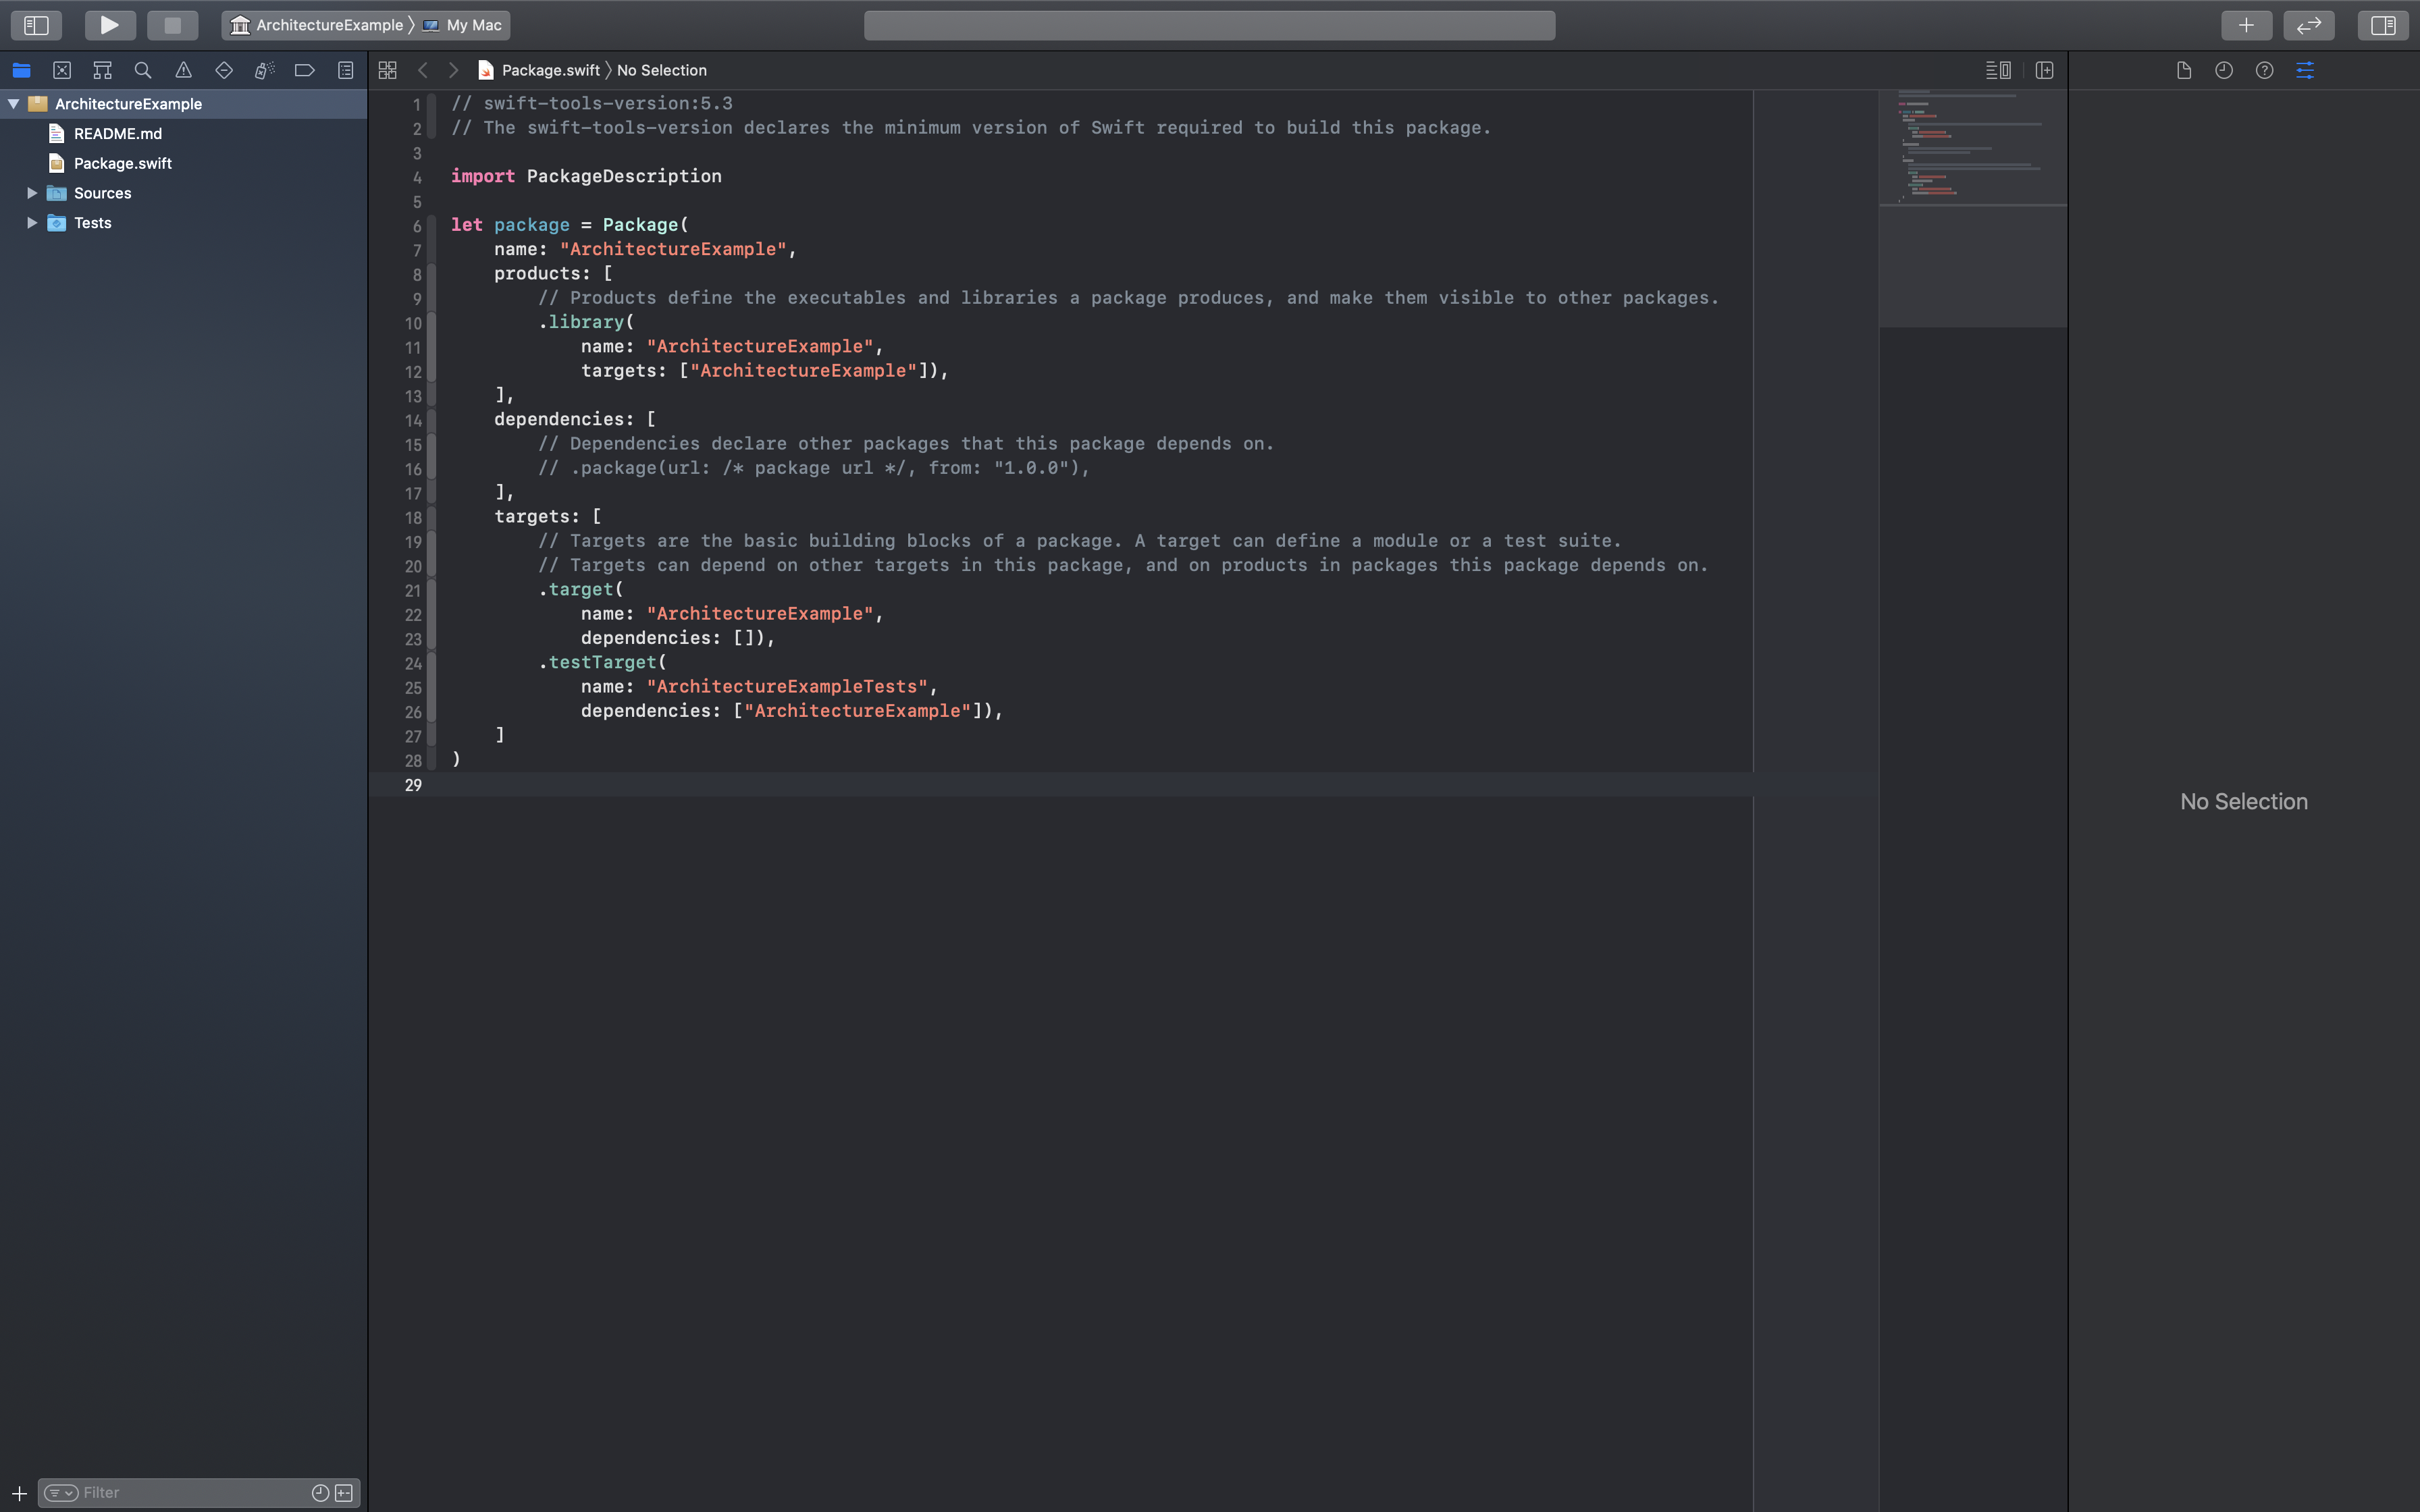 ArchitectureExample 〉 My Mac
Package.swift 〉 No Selection
ArchitectureExample
README.md
Package.swift
Sources
Tests
1 // swift-tools-version:5.3
2 // The swift-tools-version declares the minimum version of Swift required to build this package.
3
4 import PackageDescription
5
6 let package = Package(
7     name: "ArchitectureExample",
8     products: [
9         // Products define the executables and libraries a package produces, and make them visible to other packages.
10         .library(
11             name: "ArchitectureExample",
12             targets: ["ArchitectureExample"]),
13     ],
14     dependencies: [
15         // Dependencies declare other packages that this package depends on.
16         // .package(url: /* package url */, from: "1.0.0"),
17     ],
18     targets: [
19         // Targets are the basic building blocks of a package. A target can define a module or a test suite.
20         // Targets can depend on other targets in this package, and on products in packages this package depends on.
21         .target(
22             name: "ArchitectureExample",
23             dependencies: []),
24         .testTarget(
25             name: "ArchitectureExampleTests",
26             dependencies: ["ArchitectureExample"]),
27     ]
28 )
29
No Selection
Filter